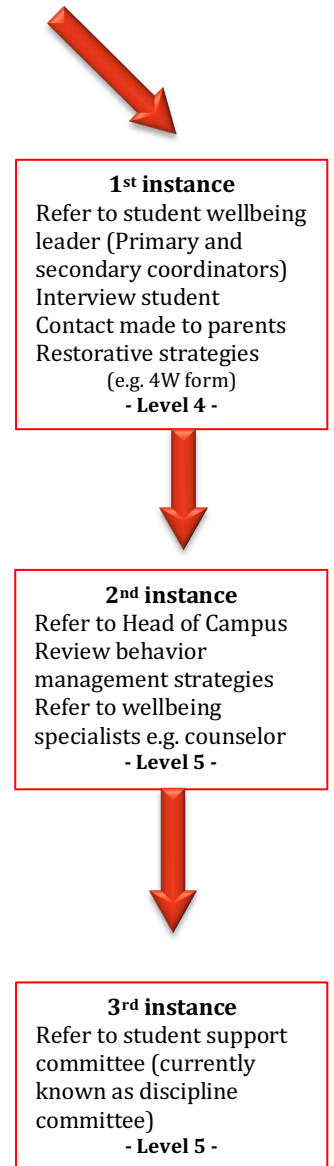 1st instance
Refer to student wellbeing
leader (Primary and
secondary coordinators)
Interview student
Contact made to parents
Restorative strategies
(e.g. 4W form)
- Level 4 -
2nd instance
Refer to Head of Campus
Review behavior
management strategies
Refer to wellbeing
specialists e.g. counselor
- Level 5 -
3rd instance
Refer to student support
committee (currently
known as discipline
committee)
- Level 5 -